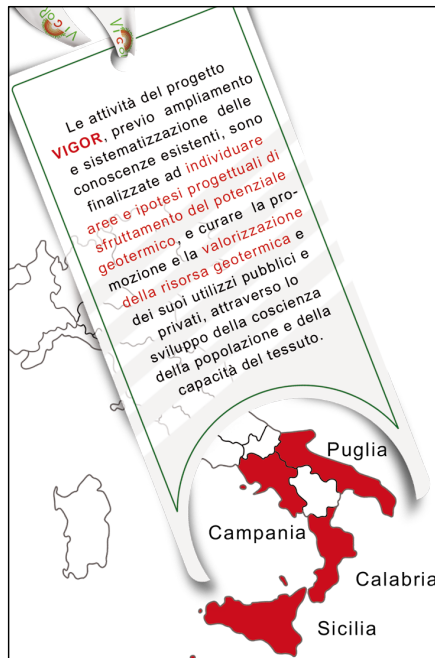 VIGOR
VIGOR
Le attività del progetto
VIGOR, previo ampliamento
e sistematizzazione delle
conoscenze esistenti, sono
finalizzate ad individuare
aree e ipotesi progettuali di
sfruttamento del potenziale
geotermico, e curare la pro-
mozione e la valorizzazione
della risorsa geotermica e
dei suoi utilizzi pubblici e
privati, attraverso lo
sviluppo della coscienza
della popolazione e della
capacità del tessuto.
Puglia
Campania
Calabria
Sicilia